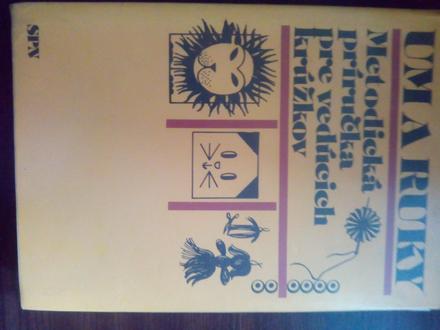 UM A RUKY
Metodická
príručka
pre vedúcich
krúžkov
SPN